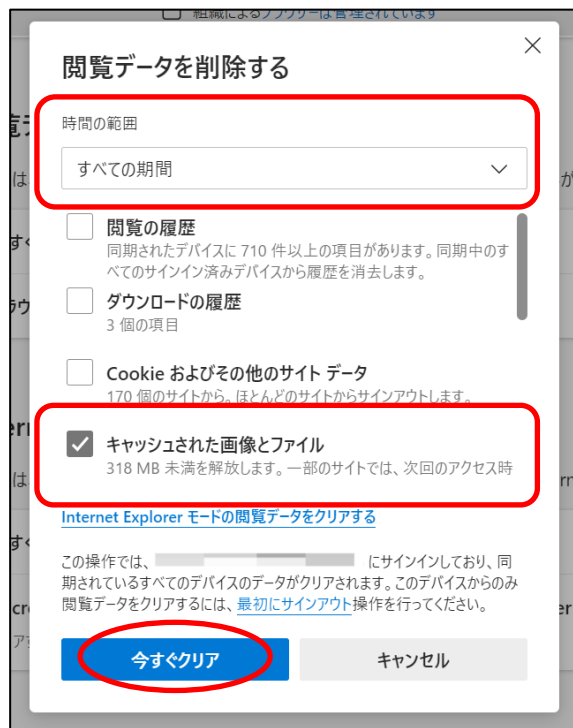 組織によるブラウザーは管理されています
閲覧データを削除する
時間の範囲
すべての期間
閲覧の履歴
同期されたデバイスに 710 件以上の項目があります。同期中のす
べてのサインイン済みデバイスから履歴を消去します。
ダウンロードの履歴
3 個の項目
Cookie およびその他のサイト データ
170 個のサイトから。ほとんどのサイトからサインアウトします。
キャッシュされた画像とファイル
318 MB 未満を解放します。一部のサイトでは、次回のアクセス時
Internet Explorer モードの閲覧データをクリアする
この操作では、 にサインインしており、同
期されているすべてのデバイスのデータがクリアされます。このデバイスからのみ
閲覧データをクリアするには、最初にサインアウト操作を行ってください。
今すぐクリア
キャンセル